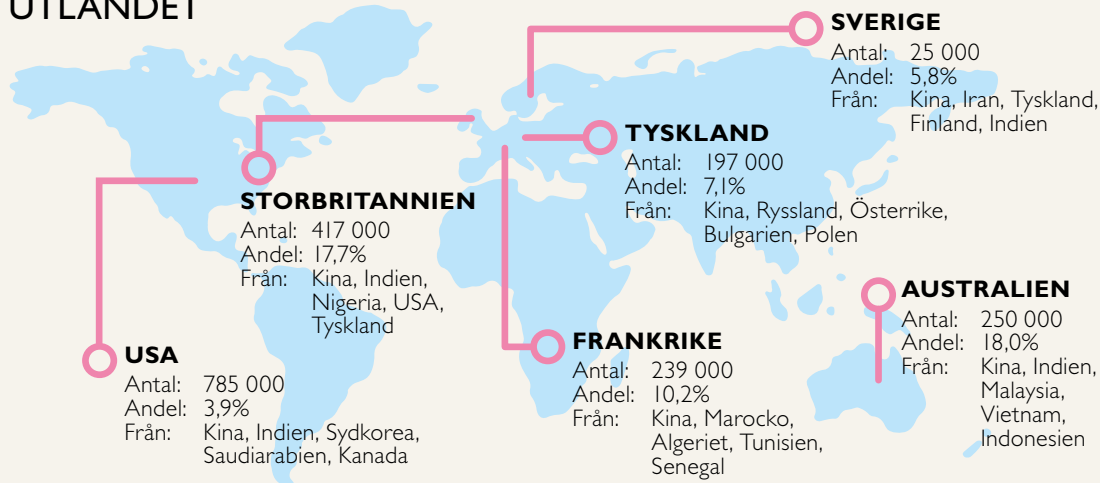 UTLANDET
SVERIGE
Antal: 25 000
Andel: 5,8%
Från: Kina, Iran, Tyskland,
Finland, Indien
TYSKLAND
Antal: 197 000
Andel: 7,1%
Från: Kina, Ryssland, Österrike,
Bulgarien, Polen
STORBRITANNIEN
Antal: 417 000
Andel: 17,7%
Från: Kina, Indien,
Nigeria, USA,
Tyskland
AUSTRALIEN
Antal: 250 000
Andel: 18,0%
Från: Kina, Indien,
Malaysia,
Vietnam,
Indonesien
FRANKRIKE
Antal: 239 000
Andel: 10,2%
Från: Kina, Marocko,
Algeriet, Tunisien,
Senegal
USA
Antal: 785 000
Andel: 3,9%
Från: Kina, Indien, Sydkorea,
Saudiarabien, Kanada